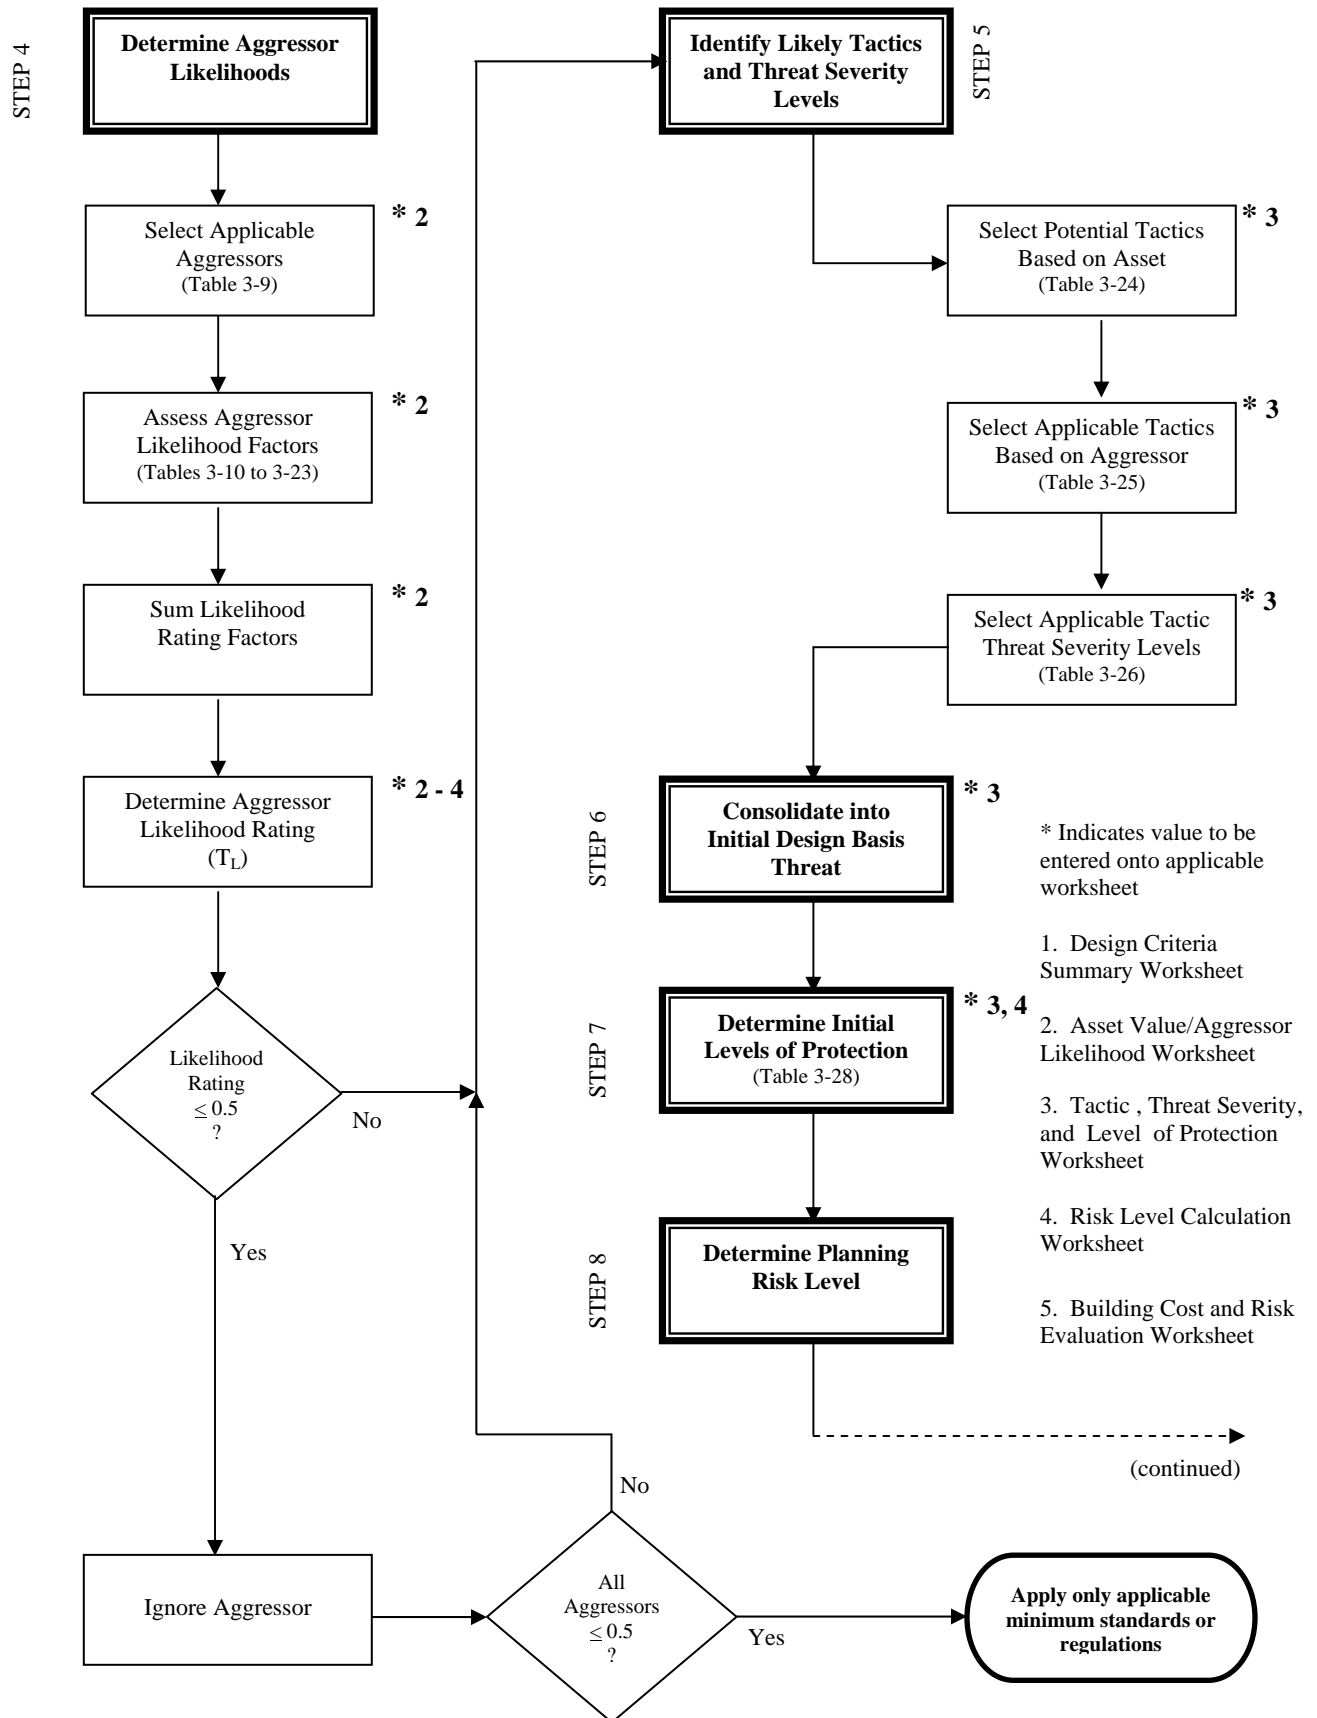 STEP 4
Determine Aggressor
Likelihoods
Select Applicable
Aggressors
(Table 3-9)
* 2
Assess Aggressor
Likelihood Factors
(Tables 3-10 to 3-23)
* 2
Sum Likelihood
Rating Factors
* 2
Determine Aggressor
Likelihood Rating
(TL)
* 2 - 4
Likelihood
Rating
≤ 0.5
?
No
Yes
Ignore Aggressor
All
Aggressors
≤ 0.5
?
No
Yes
Apply only applicable
minimum standards or
regulations
STEP 5
Identify Likely Tactics
and Threat Severity
Levels
Select Potential Tactics
Based on Asset
(Table 3-24)
* 3
Select Applicable Tactics
Based on Aggressor
(Table 3-25)
* 3
Select Applicable Tactic
Threat Severity Levels
(Table 3-26)
* 3
STEP 6
Consolidate into
Initial Design Basis
Threat
* 3
STEP 7
Determine Initial
Levels of Protection
(Table 3-28)
* 3, 4
STEP 8
Determine Planning
Risk Level
(continued)
* Indicates value to be
entered onto applicable
worksheet
1. Design Criteria
Summary Worksheet
2. Asset Value/Aggressor
Likelihood Worksheet
3. Tactic , Threat Severity,
and Level of Protection
Worksheet
4. Risk Level Calculation
Worksheet
5. Building Cost and Risk
Evaluation Worksheet